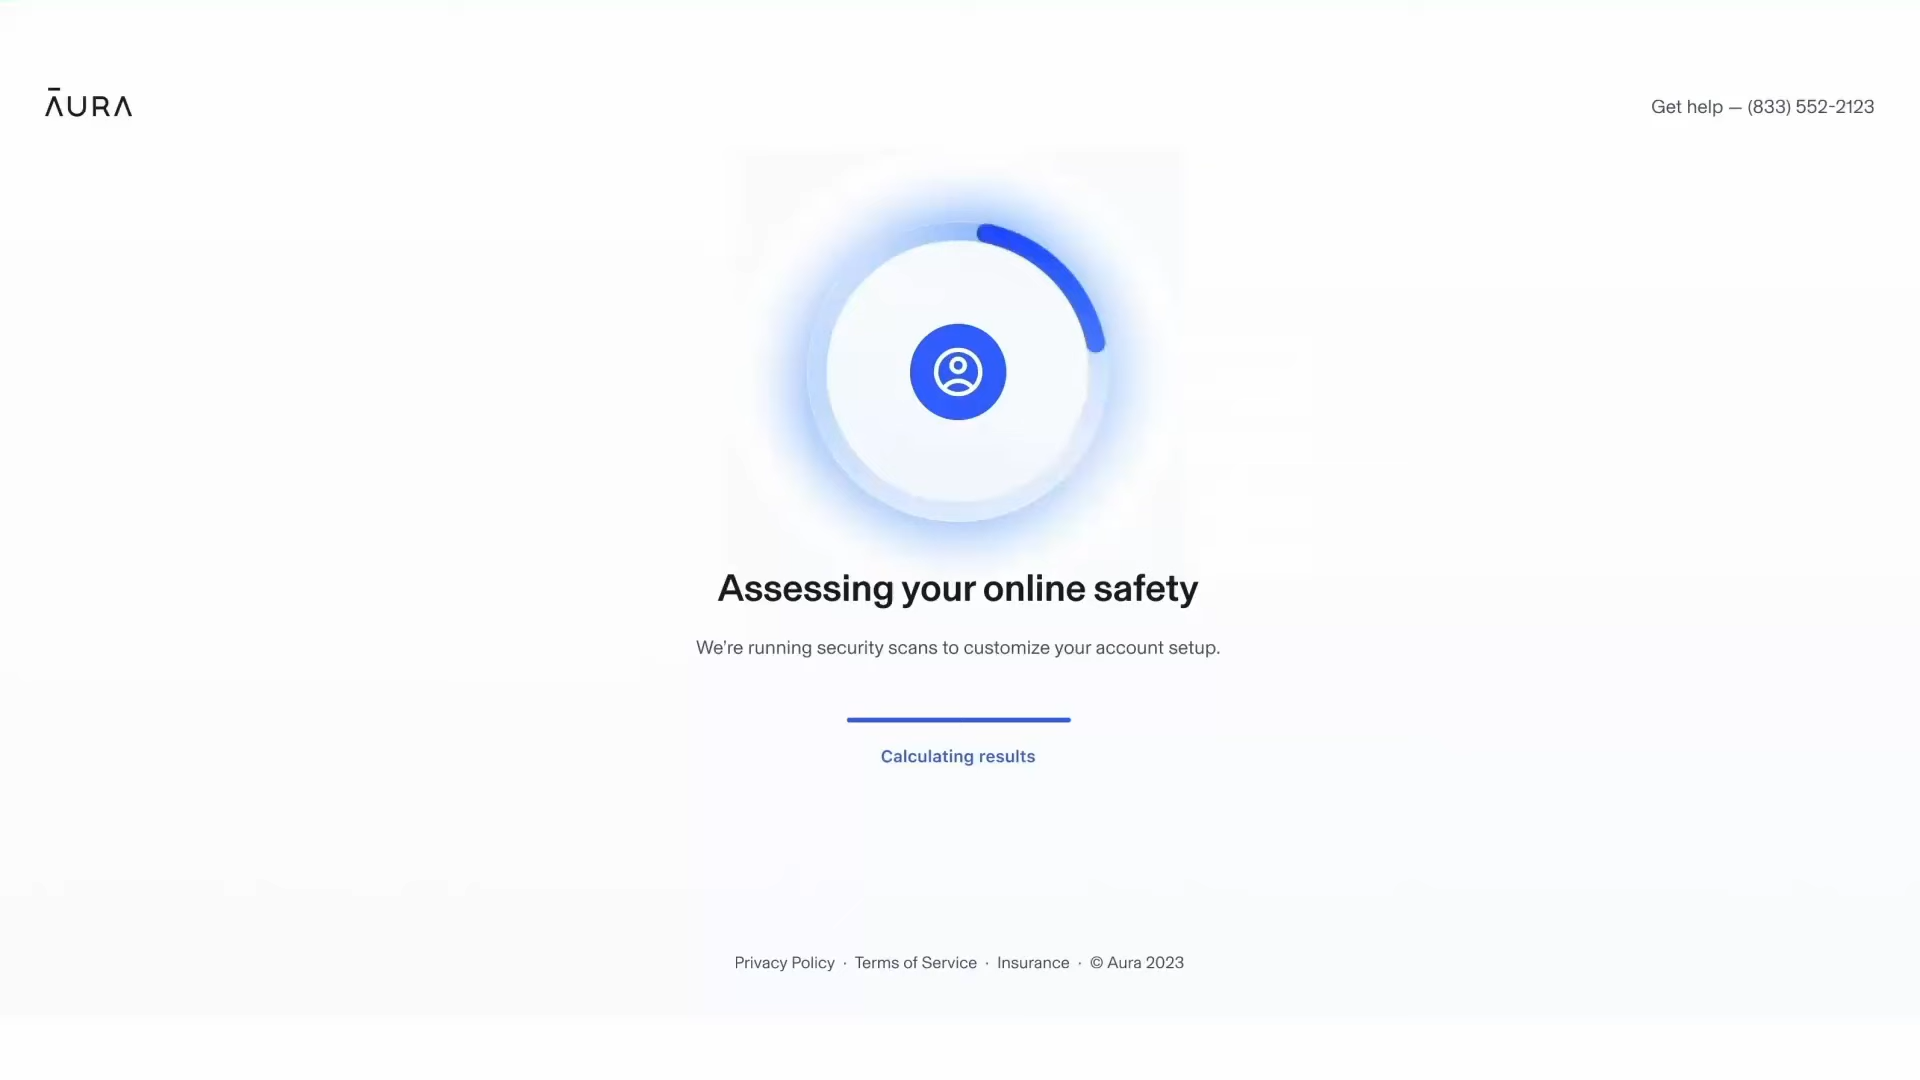 ĀURA
Get help — (833) 552-2123
Assessing your online safety
We're running security scans to customize your account setup.
Calculating results
Privacy Policy · Terms of Service · Insurance · © Aura 2023